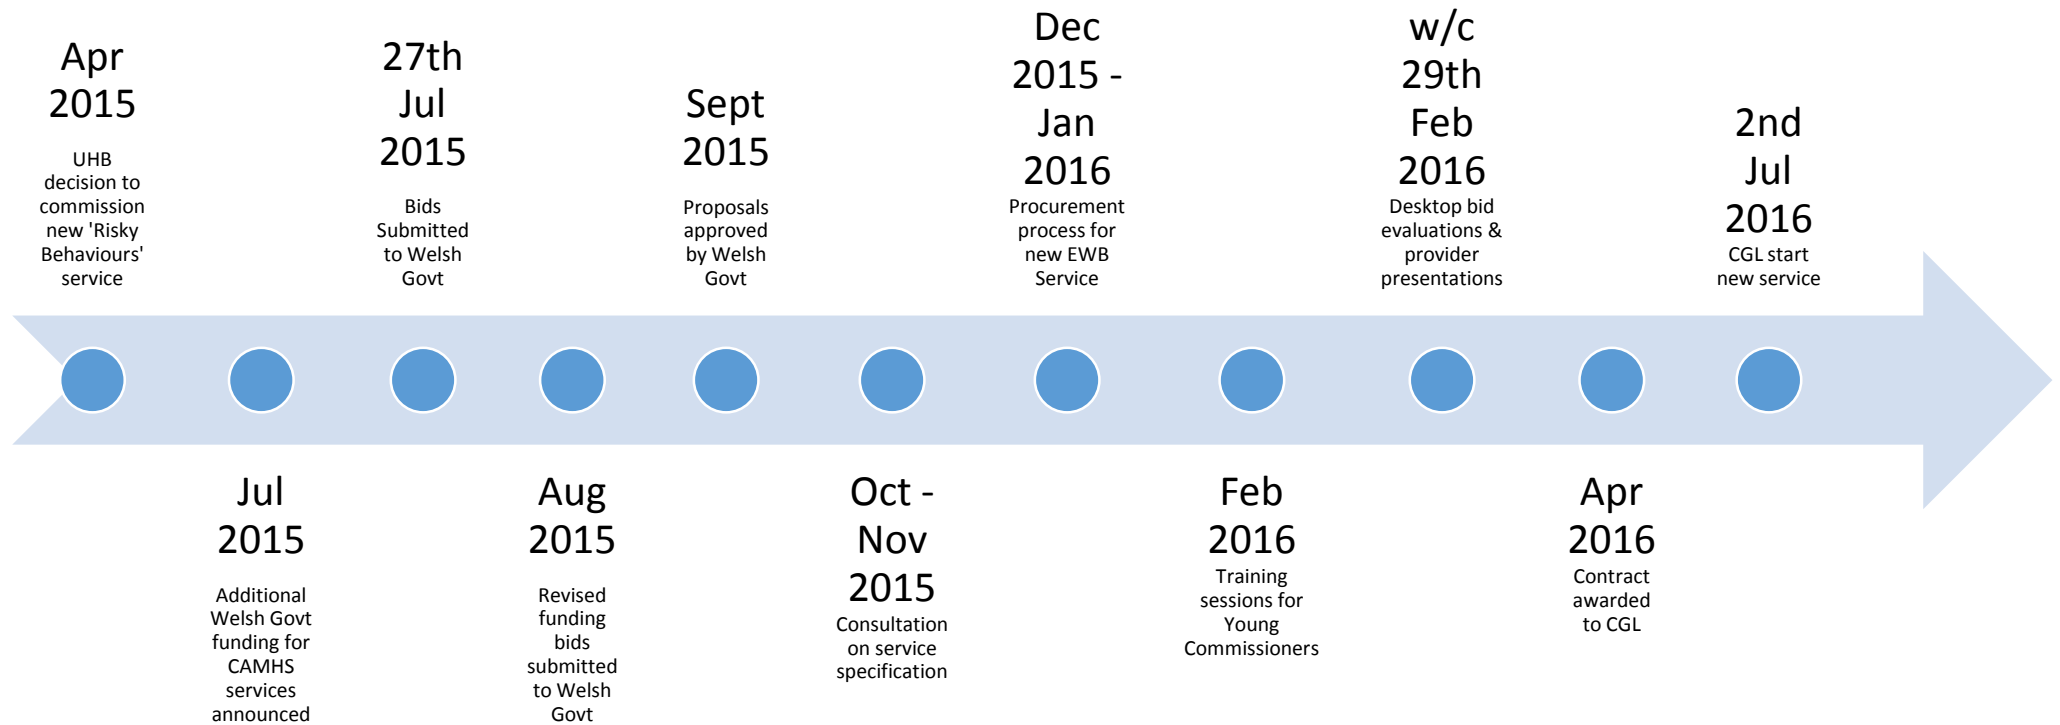 Apr
2015
UHB
decision to
commission
new 'Risky
Behaviours'
service
Jul
2015
Additional
Welsh Govt
funding for
CAMHS
services
announced
27th
Jul
2015
Bids
Submitted
to Welsh
Govt
Aug
2015
Revised
funding
bids
submitted
to Welsh
Govt
Sept
2015
Proposals
approved
by Welsh
Govt
Oct -
Nov
2015
Consultation
on service
specification
Dec
2015 -
Jan
2016
Procurement
process for
new EWB
Service
Feb
2016
Training
sessions for
Young
Commissioners
w/c
29th
Feb
2016
Desktop bid
evaluations &
provider
presentations
Apr
2016
Contract
awarded
to CGL
2nd
Jul
2016
CGL start
new service